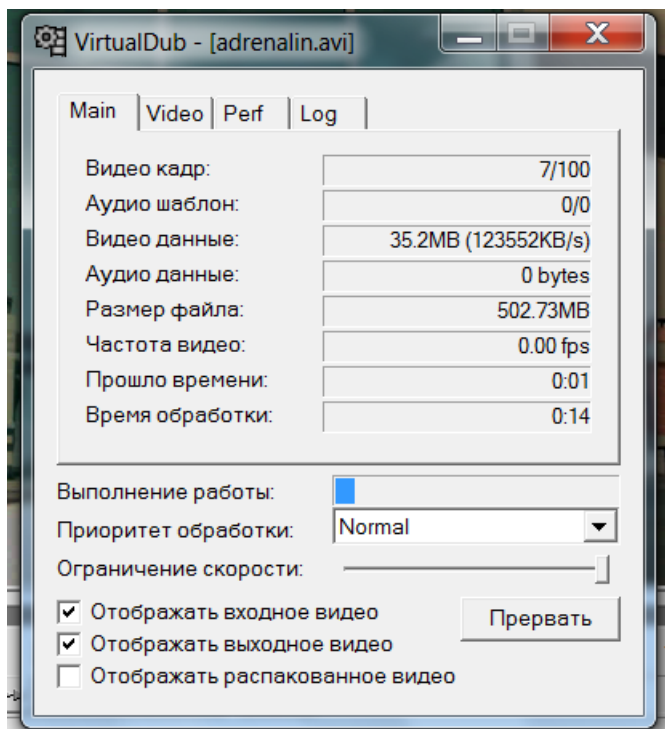 VirtualDub - [adrenalin.avi]
Main Video Perf Log
Видео кадр: 7/100
Аудио шаблон: 0/0
Видео данные: 35.2MB (123552KB/s)
Аудио данные: 0 bytes
Размер файла: 502.73MB
Частота видео: 0.00 fps
Прошло времени: 0:01
Время обработки: 0:14
Выполнение работы:
Приоритет обработки: Normal
Ограничение скорости:
Отображать входное видео
Прервать
Отображать выходное видео
Отображать распакованное видео